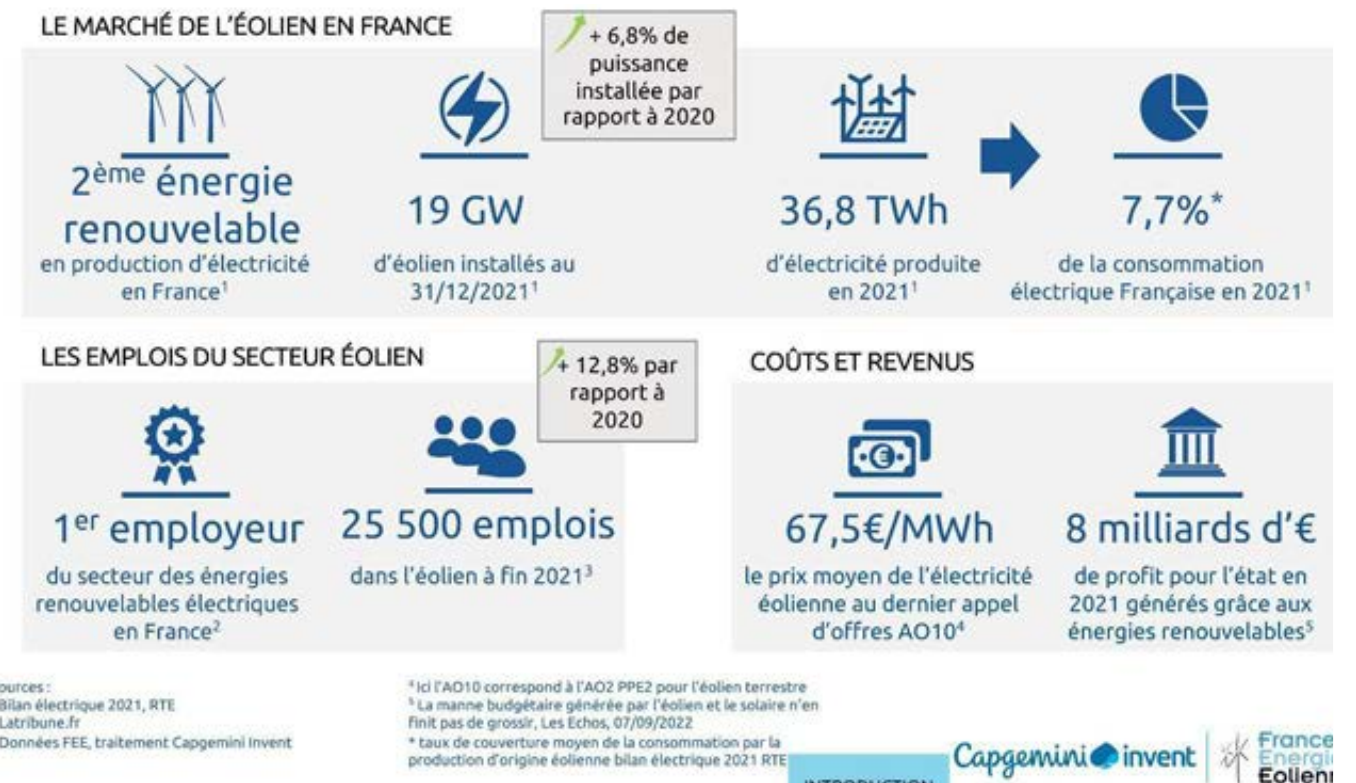 LE MARCHÉ DE L'ÉOLIEN EN FRANCE
+ 6,8% de
puissance
installée par
rapport à 2020
2ème énergie
renouvelable
en production d'électricité
en France¹
19 GW
d'éolien installés au
31/12/2021¹
36,8 TWh
d'électricité produite
en 2021¹
7,7%*
de la consommation
électrique Française en 2021¹
LES EMPLOIS DU SECTEUR ÉOLIEN
+ 12,8% par
rapport à
2020
1er employeur
du secteur des énergies
renouvelables électriques
en France²
25 500 emplois
dans l'éolien à fin 2021³
COÛTS ET REVENUS
67,5€/MWh
le prix moyen de l'électricité
éolienne au dernier appel
d'offres AO10⁴
8 milliards d'€
de profit pour l'état en
2021 générés grâce aux
énergies renouvelables⁵
ources :
Bilan électrique 2021, RTE
Latribune.fr
Données FEE, traitement Capgemini Invent
⁴ Ici l'AO10 correspond à l'AO2 PPE2 pour l'éolien terrestre
⁵ La manne budgétaire générée par l'éolien et le solaire n'en
finit pas de grossir, Les Echos, 07/09/2022
* taux de couverture moyen de la consommation par la
production d'origine éolienne bilan électrique 2021 RTE
INTRODUCTION
Capgemini invent
France
Energie
Eolienn